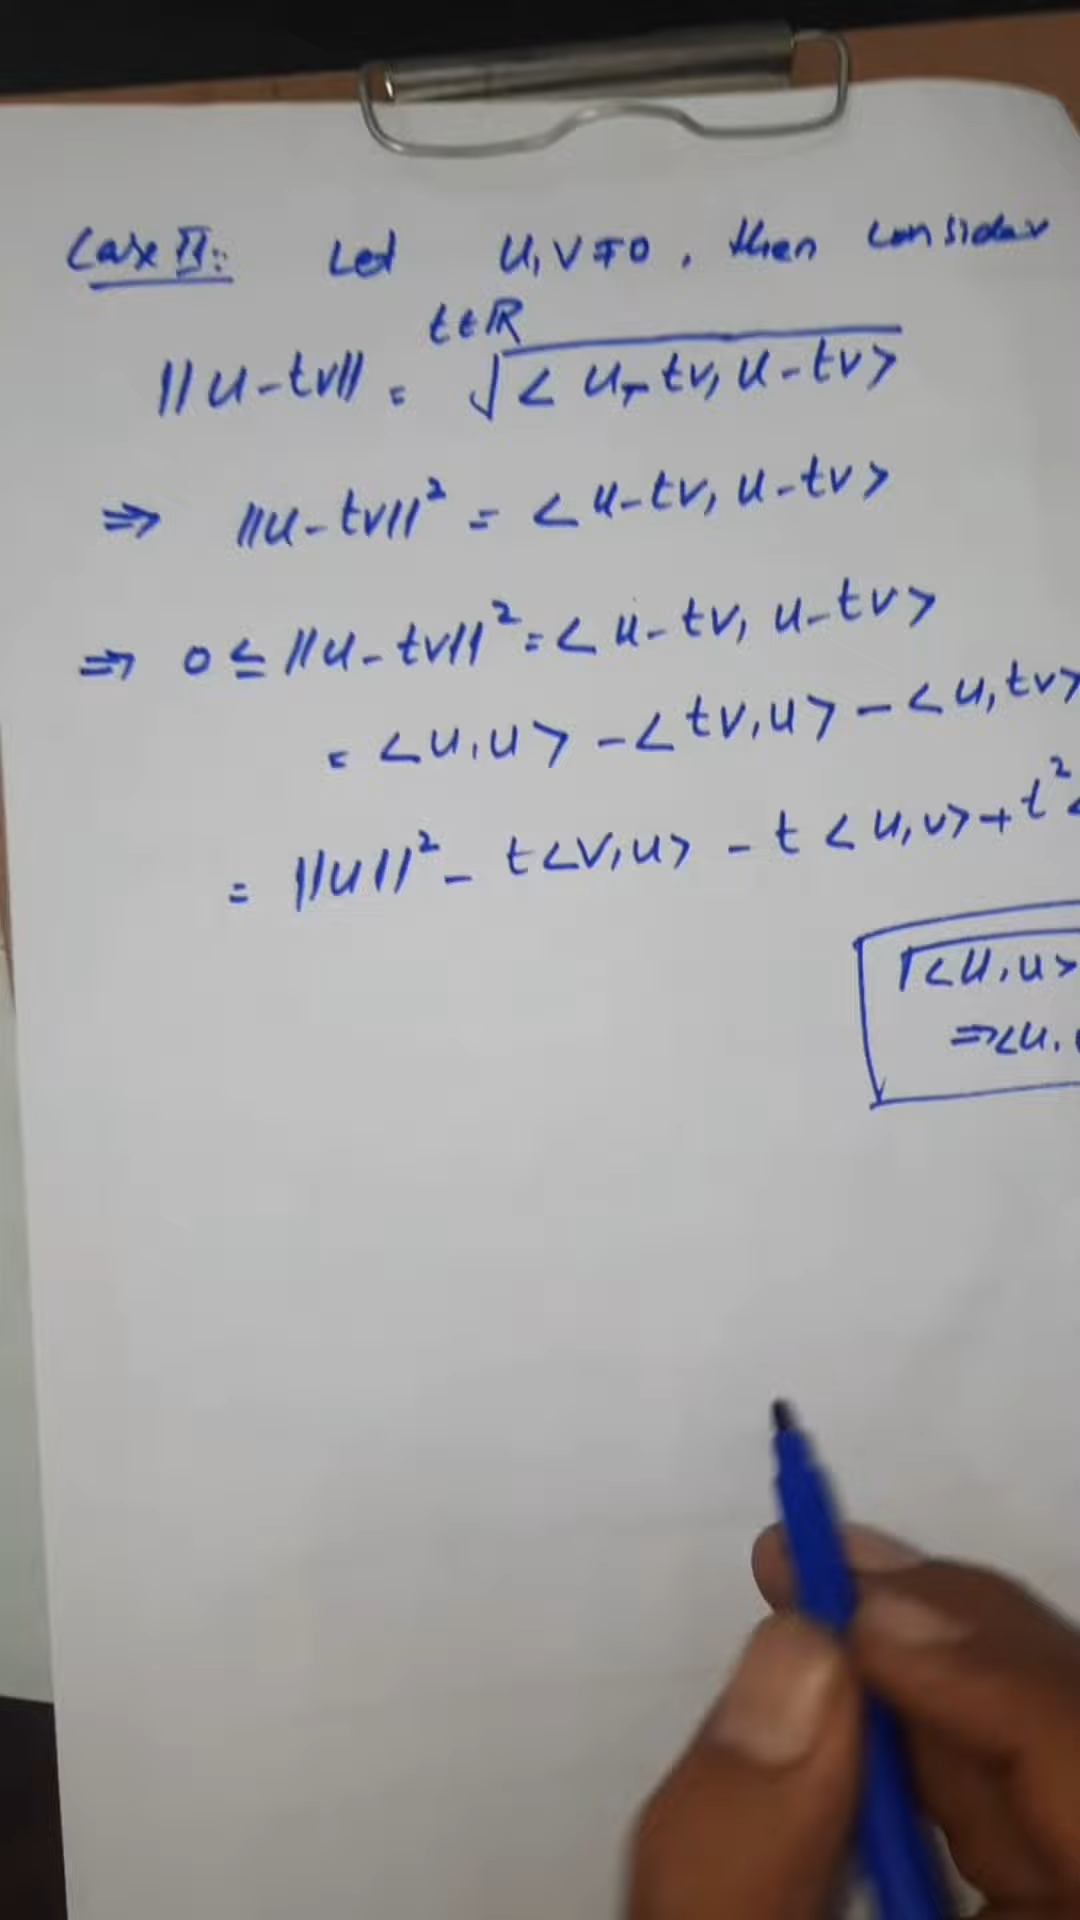 Case II: Let u,v≠0, then consider
t∈R
||u-tv|| = √<u-tv, u-tv>
⇒ ||u-tv||² = <u-tv, u-tv>
⇒ 0 ≤ ||u-tv||² = <u-tv, u-tv>
= <u,u> - <tv,u> - <u,tv>
= ||u||² - t<v,u> - t<u,v> + t²<
√<u,u>
⇒<u,